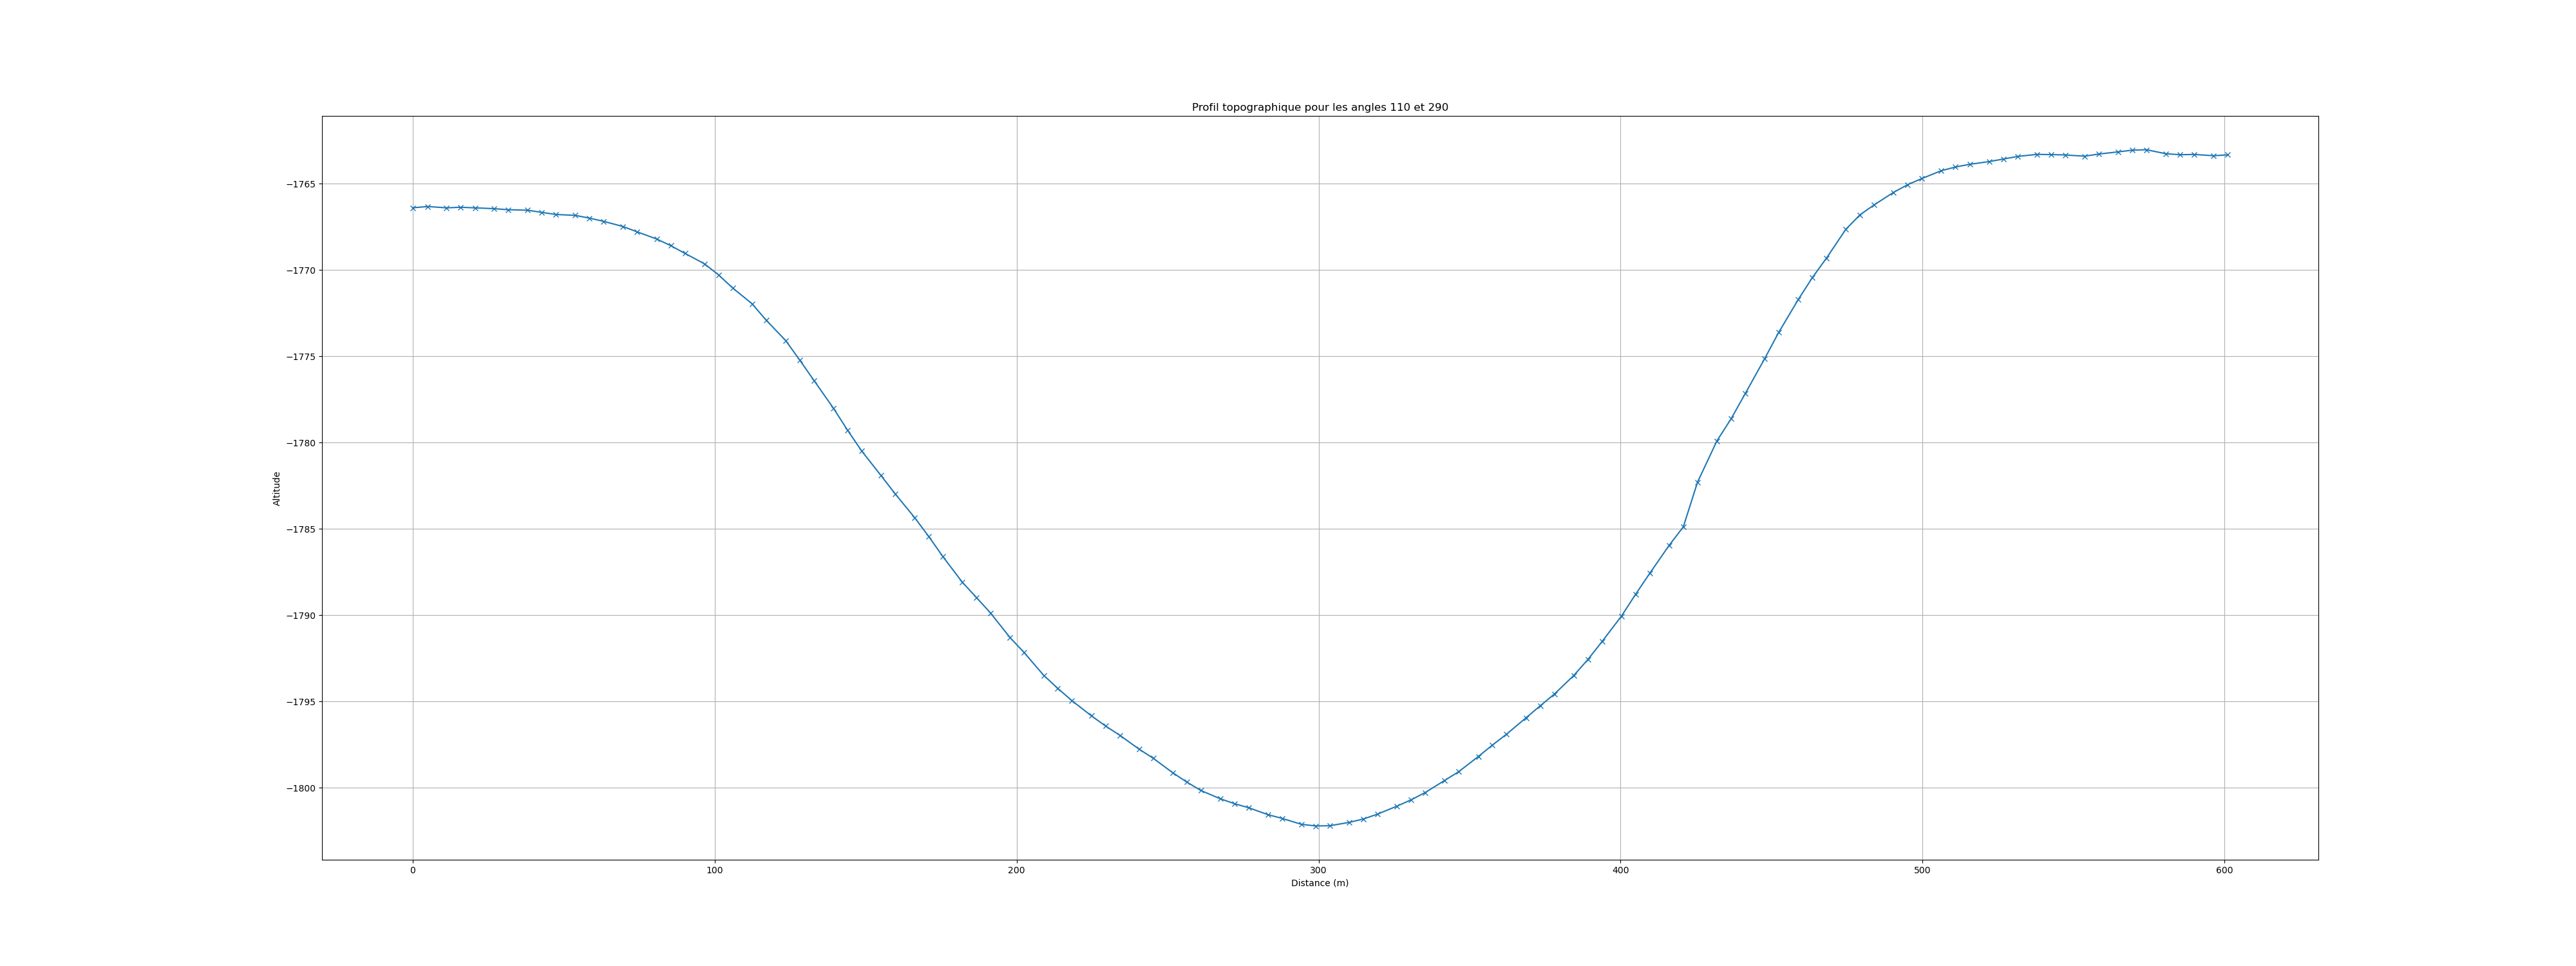 Profil topographique pour les angles 110 et 290
Altitude
−1765
−1770
−1775
−1780
−1785
−1790
−1795
−1800
0 100 200 300 400 500 600
Distance (m)